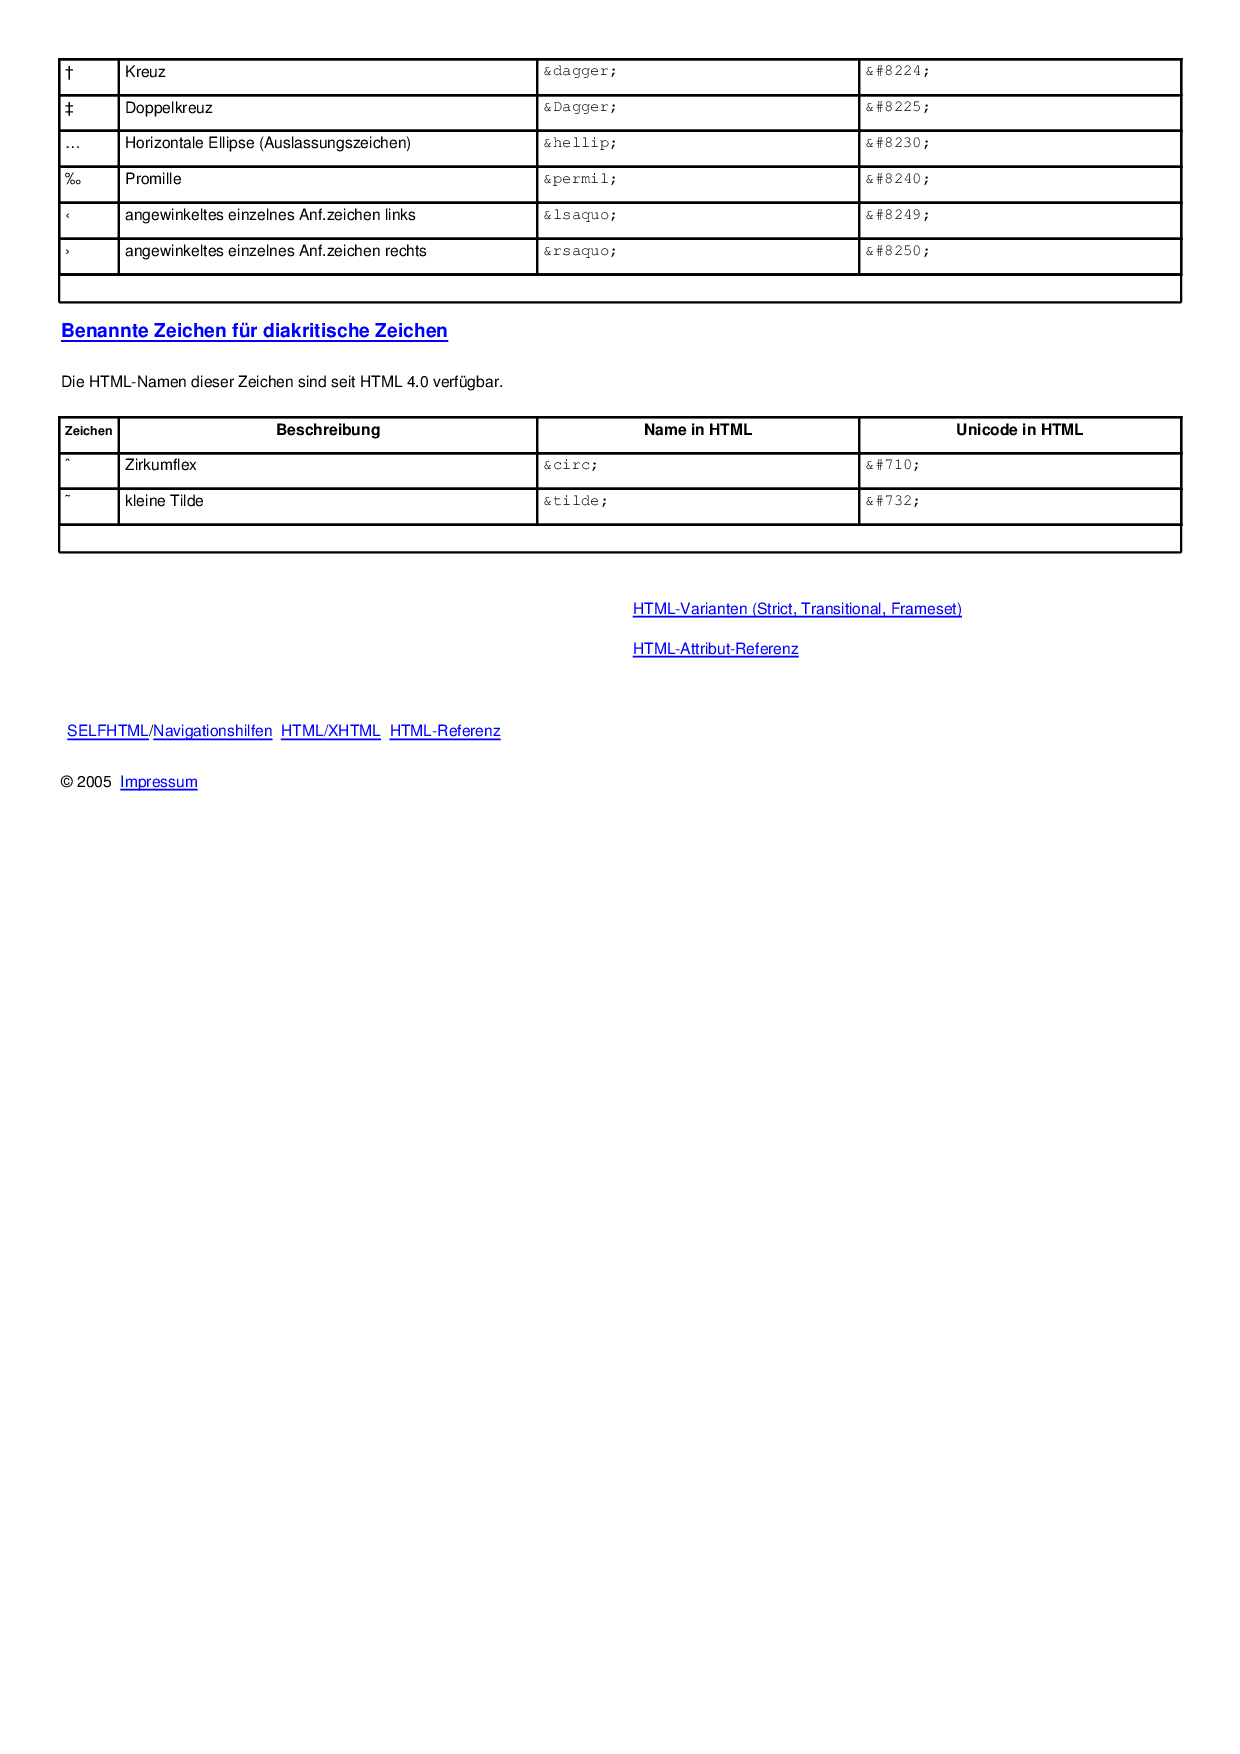 † Kreuz &dagger; &#8224;
‡ Doppelkreuz &Dagger; &#8225;
… Horizontale Ellipse (Auslassungszeichen) &hellip; &#8230;
‰ Promille &permil; &#8240;
‹ angewinkeltes einzelnes Anf.zeichen links &lsaquo; &#8249;
› angewinkeltes einzelnes Anf.zeichen rechts &rsaquo; &#8250;
Benannte Zeichen für diakritische Zeichen
Die HTML-Namen dieser Zeichen sind seit HTML 4.0 verfügbar.
Zeichen Beschreibung Name in HTML Unicode in HTML
ˆ Zirkumflex &circ; &#710;
˜ kleine Tilde &tilde; &#732;
HTML-Varianten (Strict, Transitional, Frameset)
HTML-Attribut-Referenz
SELFHTML/Navigationshilfen HTML/XHTML HTML-Referenz
© 2005 Impressum